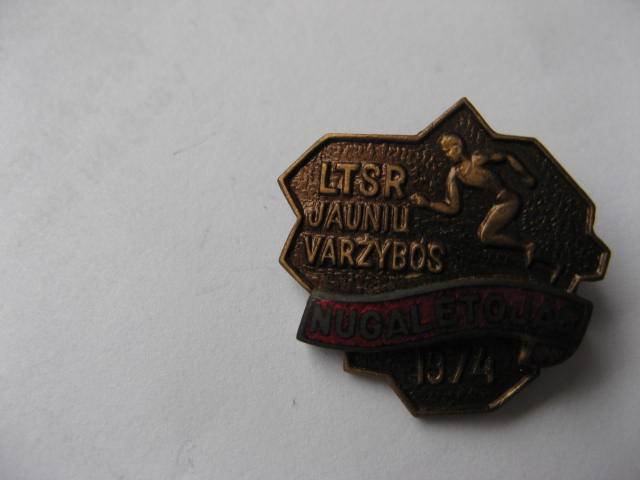 LTSR
JAUNIŲ
VARŽYBOS
NUGALĖTOJAS
1974